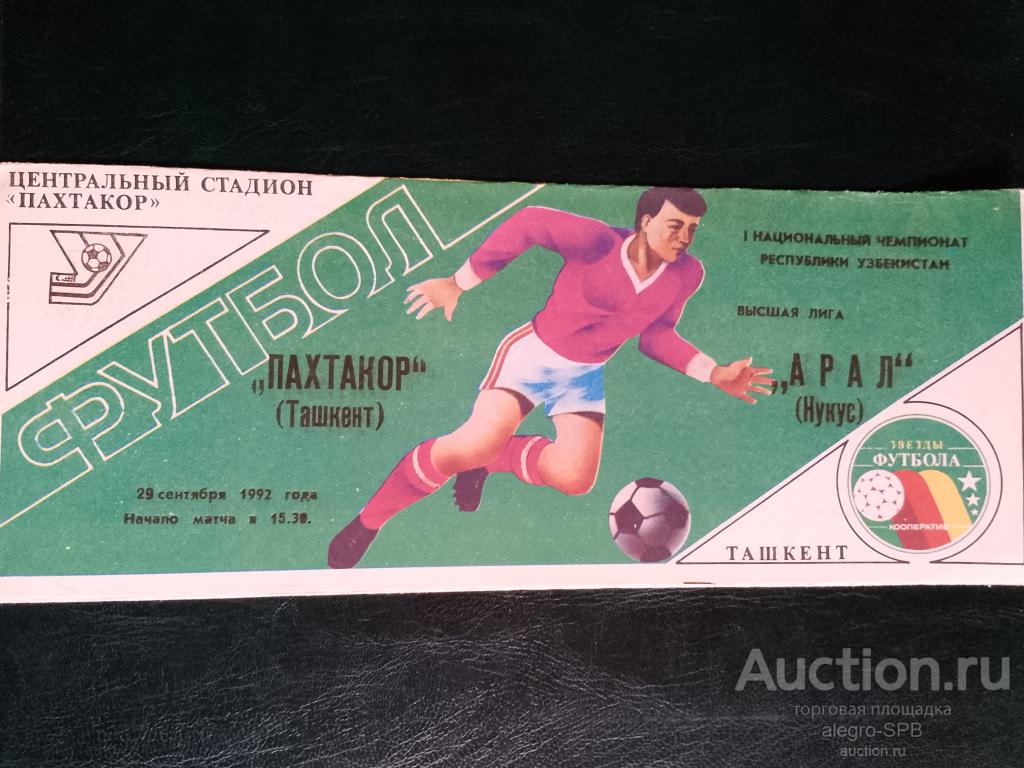 ЦЕНТРАЛЬНЫЙ СТАДИОН
«ПАХТАКОР»
ФУТБОЛ
I НАЦИОНАЛЬНЫЙ ЧЕМПИОНАТ
РЕСПУБЛИКИ УЗБЕКИСТАН
ВЫСШАЯ ЛИГА
„ПАХТАКОР“
(Ташкент)
„АРАЛ“
(Нукус)
29 сентября 1992 года
Начало матча в 15.30.
ЗВЕЗДЫ
ФУТБОЛА
КООПЕРАТИВ
ТАШКЕНТ
Auction.ru
торговая площадка
alegro-SPB
auction.ru